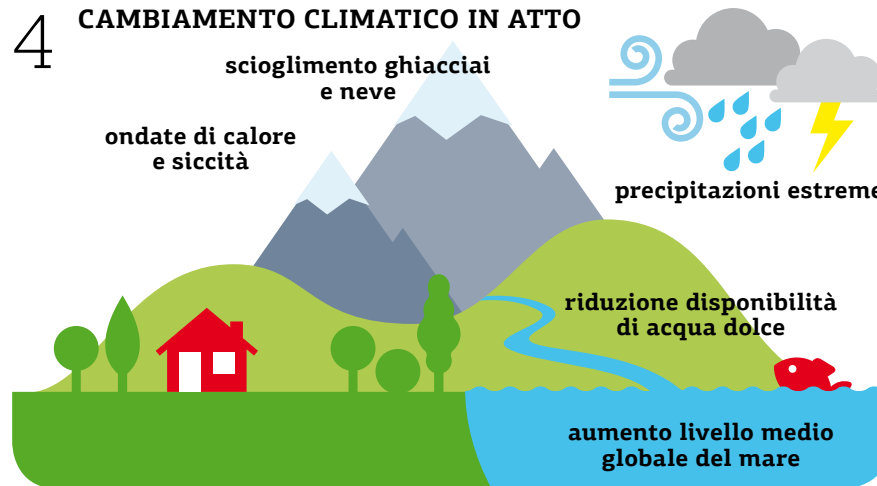 4
CAMBIAMENTO CLIMATICO IN ATTO
scioglimento ghiacciai
e neve
ondate di calore
e siccità
precipitazioni estreme
riduzione disponibilità
di acqua dolce
aumento livello medio
globale del mare